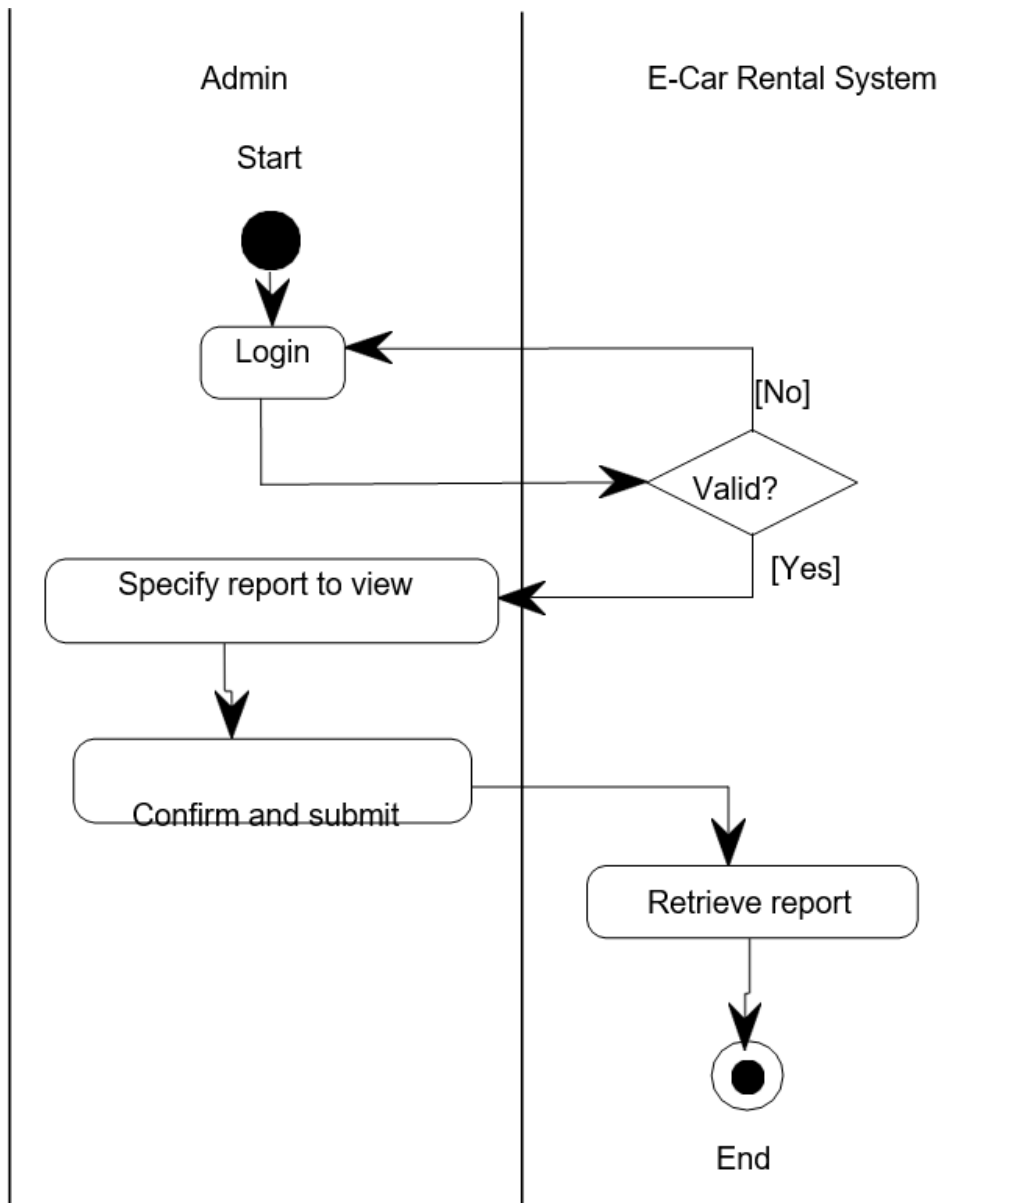 Admin
E-Car Rental System
Start
Login
[No]
Valid?
[Yes]
Specify report to view
Confirm and submit
Retrieve report
End